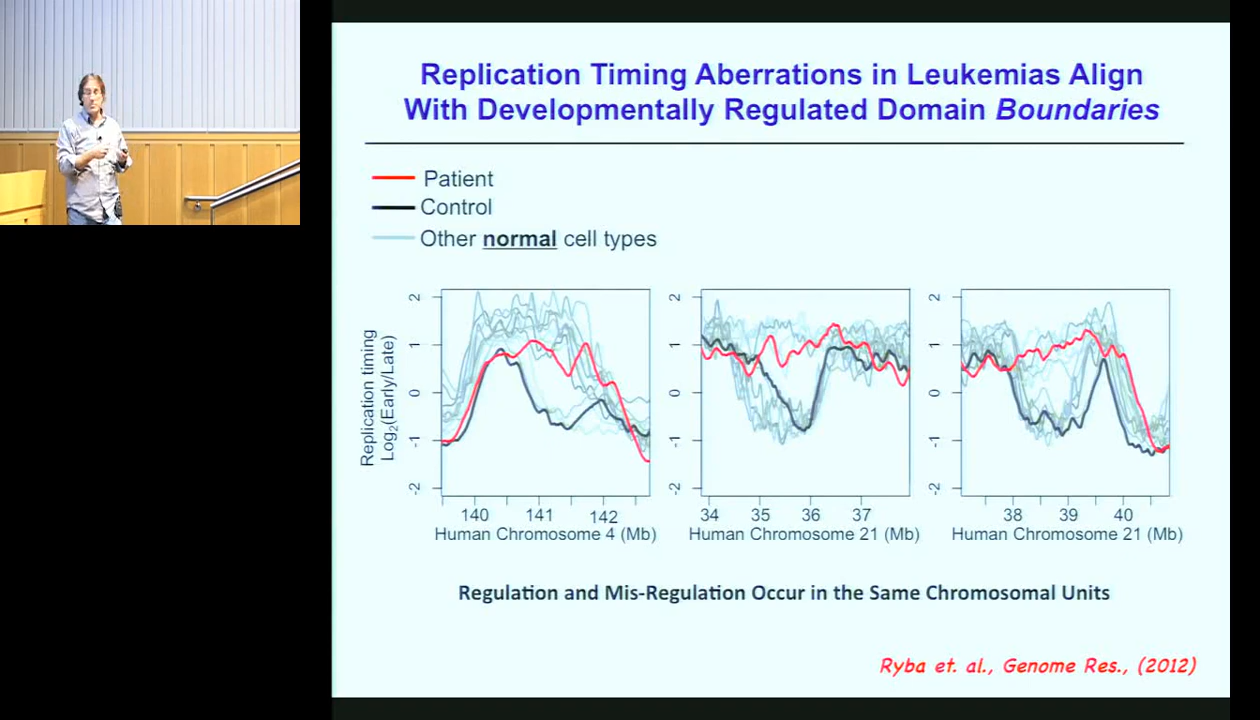 Replication Timing Aberrations in Leukemias Align
With Developmentally Regulated Domain Boundaries
Patient
Control
Other normal cell types
Replication timing
Log2(Early/Late)
2
1
0
-1
-2
140 141 142
Human Chromosome 4 (Mb)
2
1
0
-1
-2
34 35 36 37
Human Chromosome 21 (Mb)
2
1
0
-1
-2
38 39 40
Human Chromosome 21 (Mb)
Regulation and Mis-Regulation Occur in the Same Chromosomal Units
Ryba et. al., Genome Res., (2012)